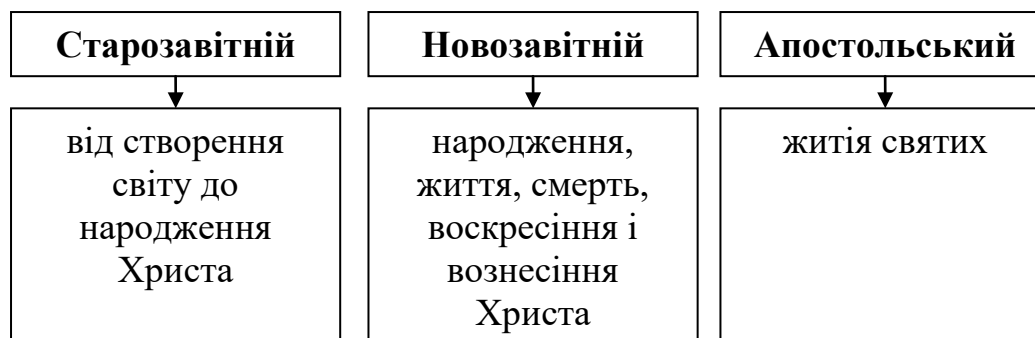 Старозавітній
Новозавітній
Апостольський
від створення
світу до
народження
Христа
народження,
життя, смерть,
воскресіння і
вознесіння
Христа
житія святих